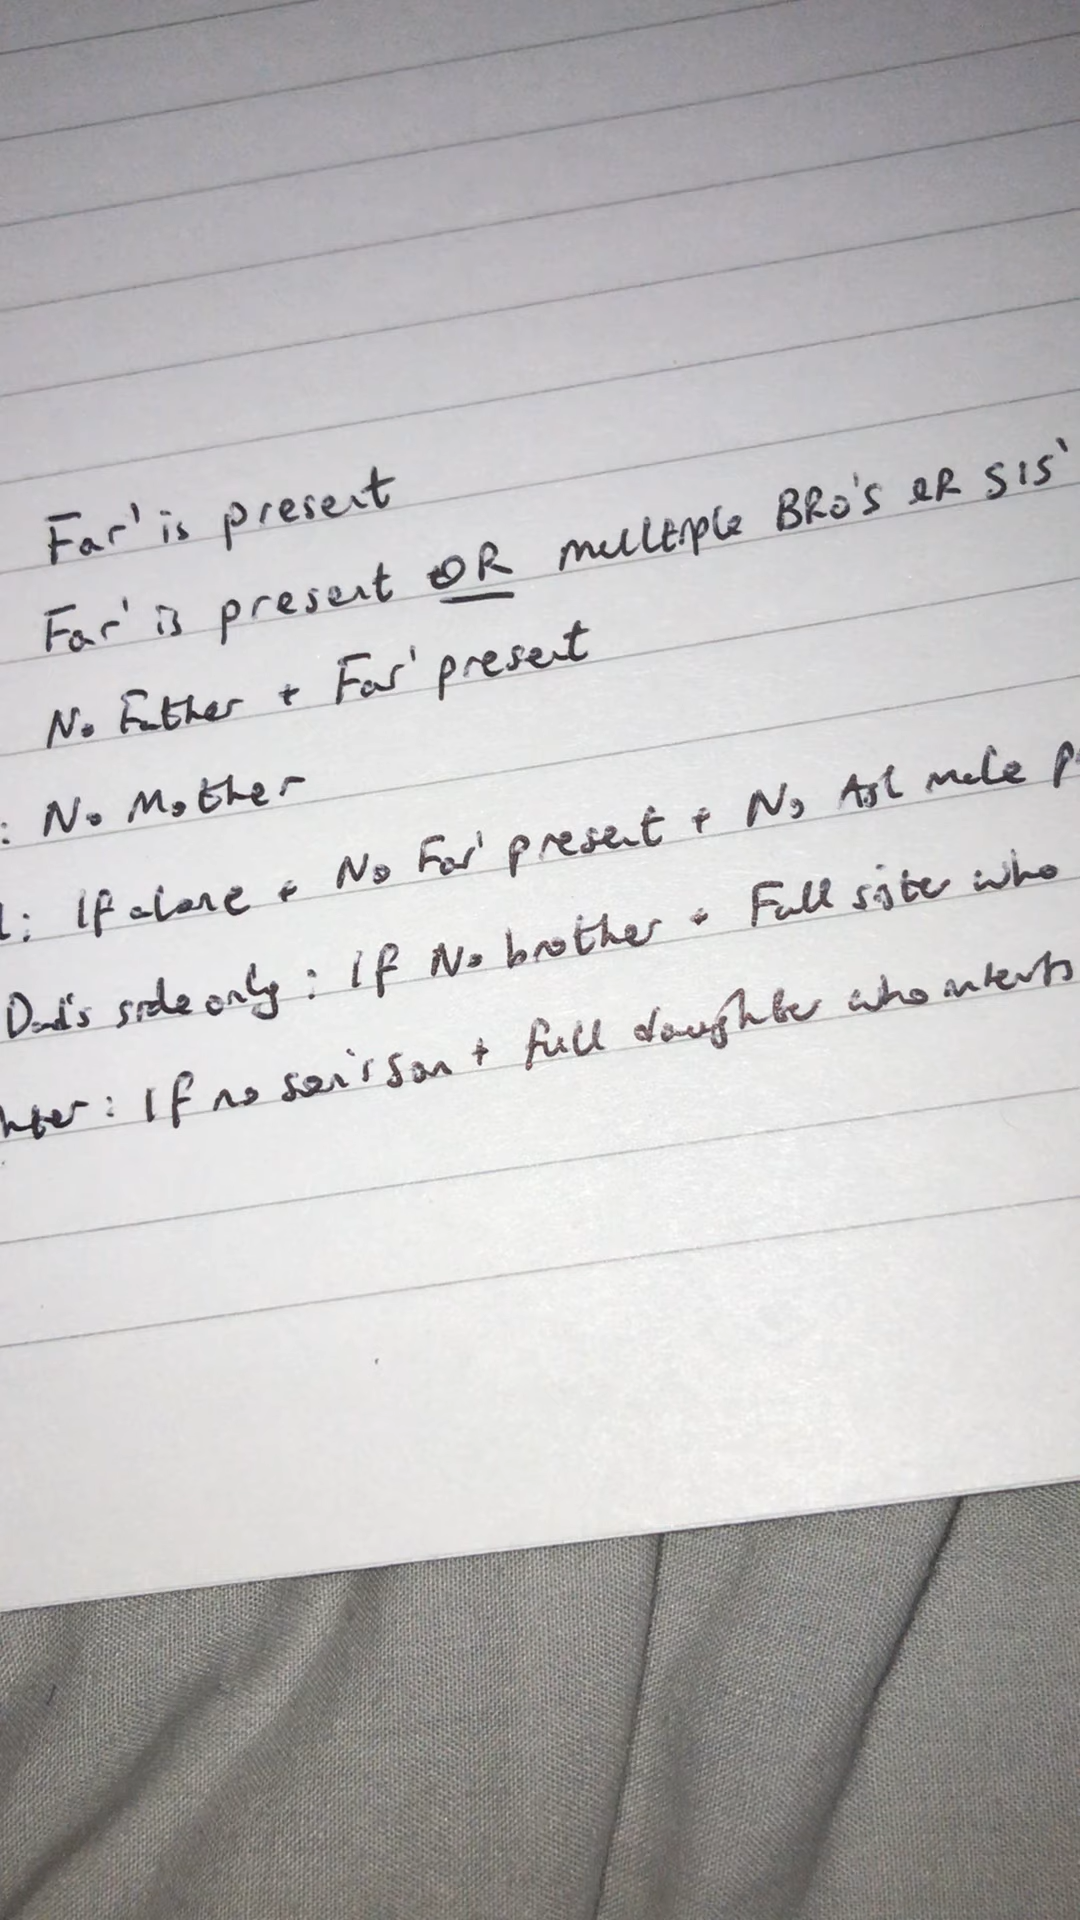 Far' is present
Far' is present OR multiple BRO's OR SIS'
No Father + Far' present
: No Mother
: If alone + No Far' present + No Asl male
Dad's side only : If No brother + Full sister who
: If no son's son + full daughter who inherits